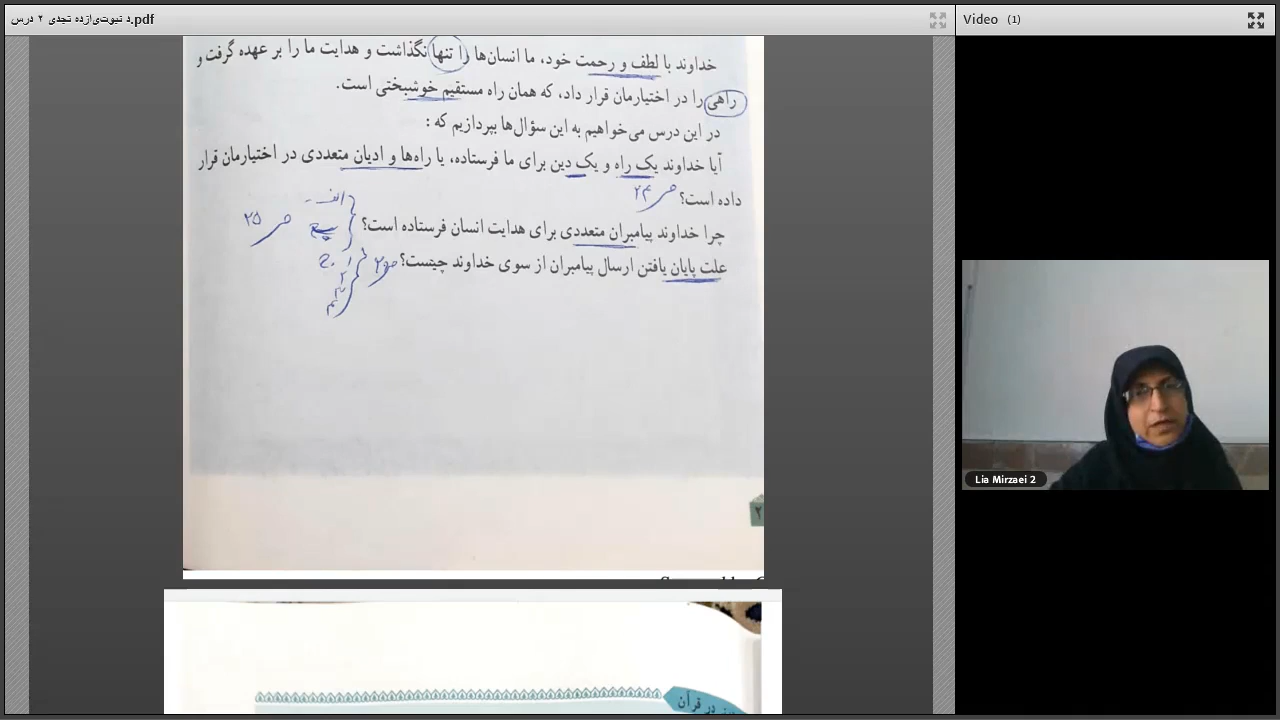 د نبوت‌یازده تجدی ۲ درس.pdf
Video (1)
خداوند با لطف و رحمت خود، ما انسان‌ها را تنها نگذاشت و هدایت ما را بر عهده گرفت و
راهی را در اختیارمان قرار داد، که همان راه مستقیم خوشبختی است.
در این درس می‌خواهیم به این سؤال‌ها بپردازیم که :
آیا خداوند یک راه و یک دین برای ما فرستاده، یا راه‌ها و ادیان متعددی در اختیارمان قرار
داده است؟ ص ۲۴
چرا خداوند پیامبران متعددی برای هدایت انسان فرستاده است؟ الف ص ۲۵
علت پایان یافتن ارسال پیامبران از سوی خداوند چیست؟
۲
در قرآن
Lia Mirzaei 2